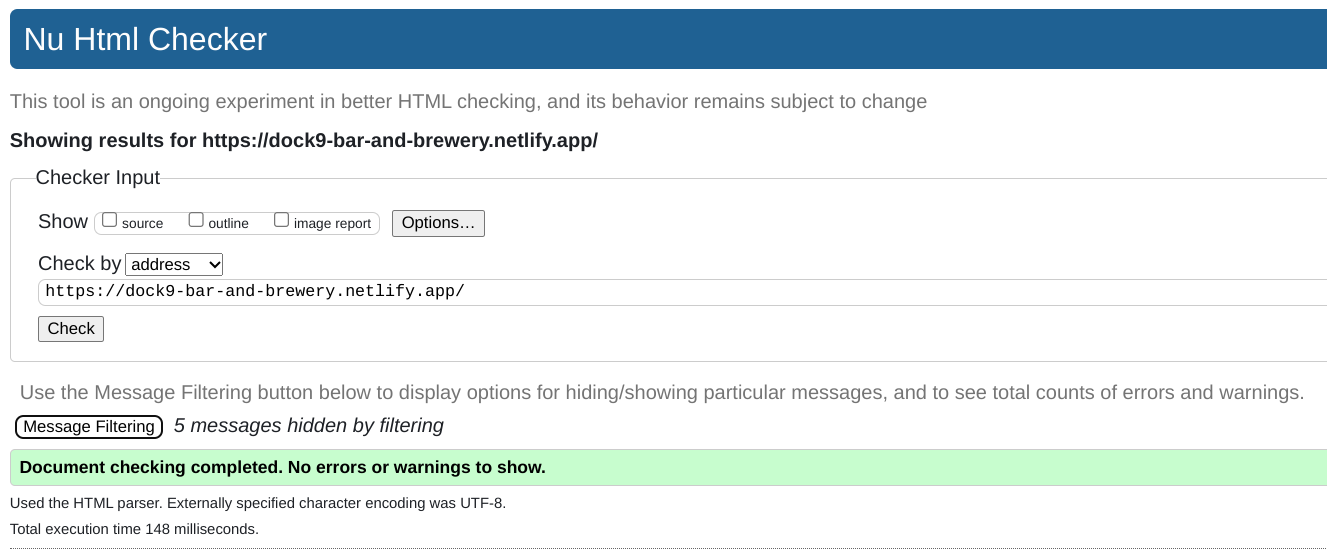 Nu Html Checker
This tool is an ongoing experiment in better HTML checking, and its behavior remains subject to change
Showing results for https://dock9-bar-and-brewery.netlify.app/
Checker Input
Show source outline image report Options...
Check by address
https://dock9-bar-and-brewery.netlify.app/
Check
Use the Message Filtering button below to display options for hiding/showing particular messages, and to see total counts of errors and warnings.
Message Filtering 5 messages hidden by filtering
Document checking completed. No errors or warnings to show.
Used the HTML parser. Externally specified character encoding was UTF-8.
Total execution time 148 milliseconds.